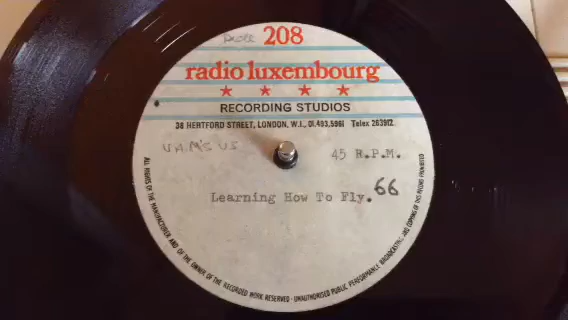 208
radio luxembourg
★ ★ ★ ★
RECORDING STUDIOS
38 HERTFORD STREET, LONDON, W.I., 01.493.5961 Telex 263912
45 R.P.M.
Learning How To Fly. 66
ALL RIGHTS OF THE MANUFACTURER AND OF THE OWNER OF THE RECORDED WORK RESERVED - UNAUTHORISED PUBLIC PERFORMANCE BROADCASTING AND COPYING OF THIS RECORD PROHIBITED